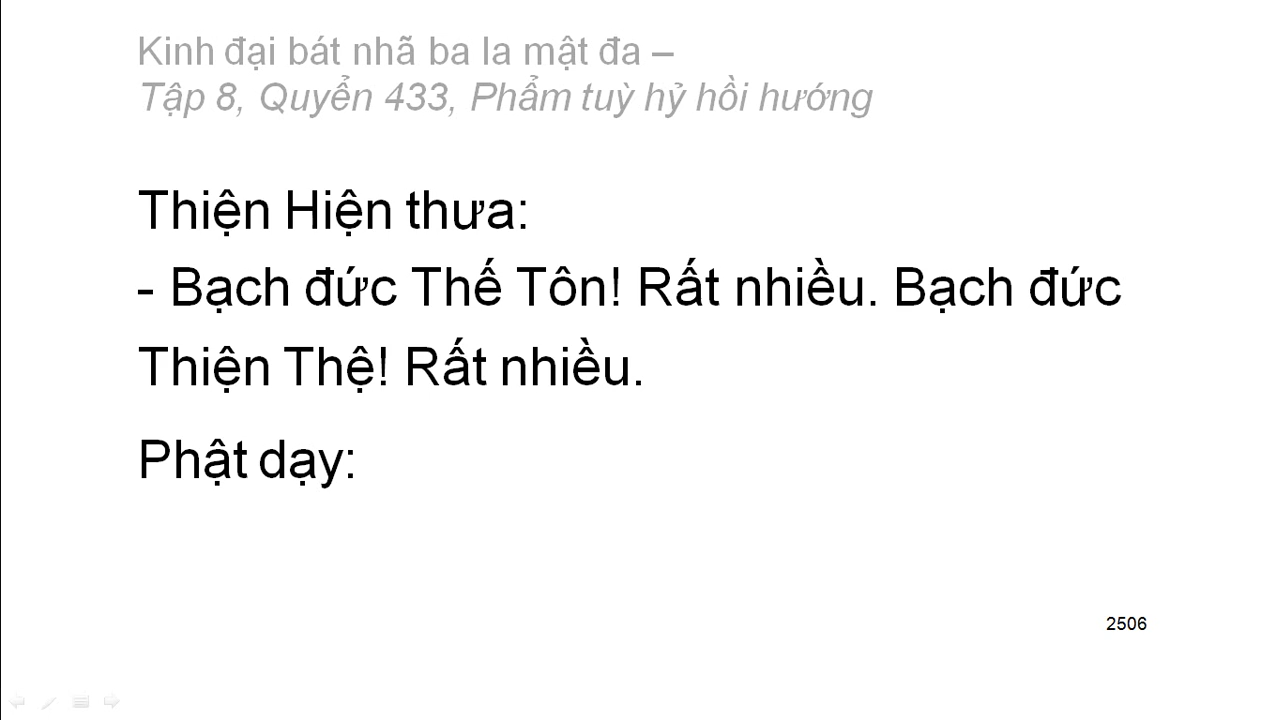 Kinh đại bát nhã ba la mật đa –
Tập 8, Quyển 433, Phẩm tuỳ hỷ hồi hướng
Thiện Hiện thưa:
- Bạch đức Thế Tôn! Rất nhiều. Bạch đức
Thiện Thệ! Rất nhiều.
Phật dạy:
2506